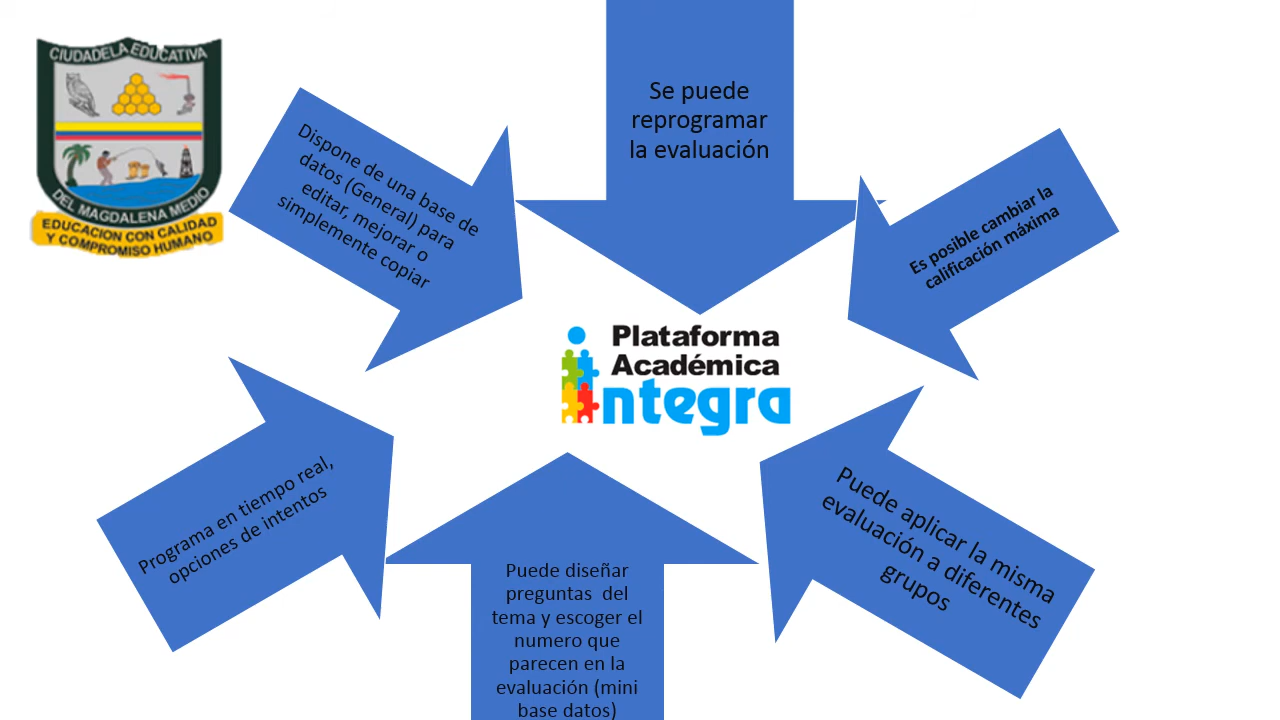 CIUDADELA EDUCATIVA
DEL MAGDALENA MEDIO
EDUCACION CON CALIDAD
Y COMPROMISO HUMANO
Dispone de una base de
datos (General) para
editar, mejorar o
simplemente copiar
Se puede
reprogramar
la evaluación
Es posible cambiar la
calificación máxima
Plataforma
Académica
integra
Programa en tiempo real,
opciones de intentos
Puede diseñar
preguntas del
tema y escoger el
numero que
parecen en la
evaluación (mini
base datos)
Puede aplicar la misma
evaluación a diferentes
grupos